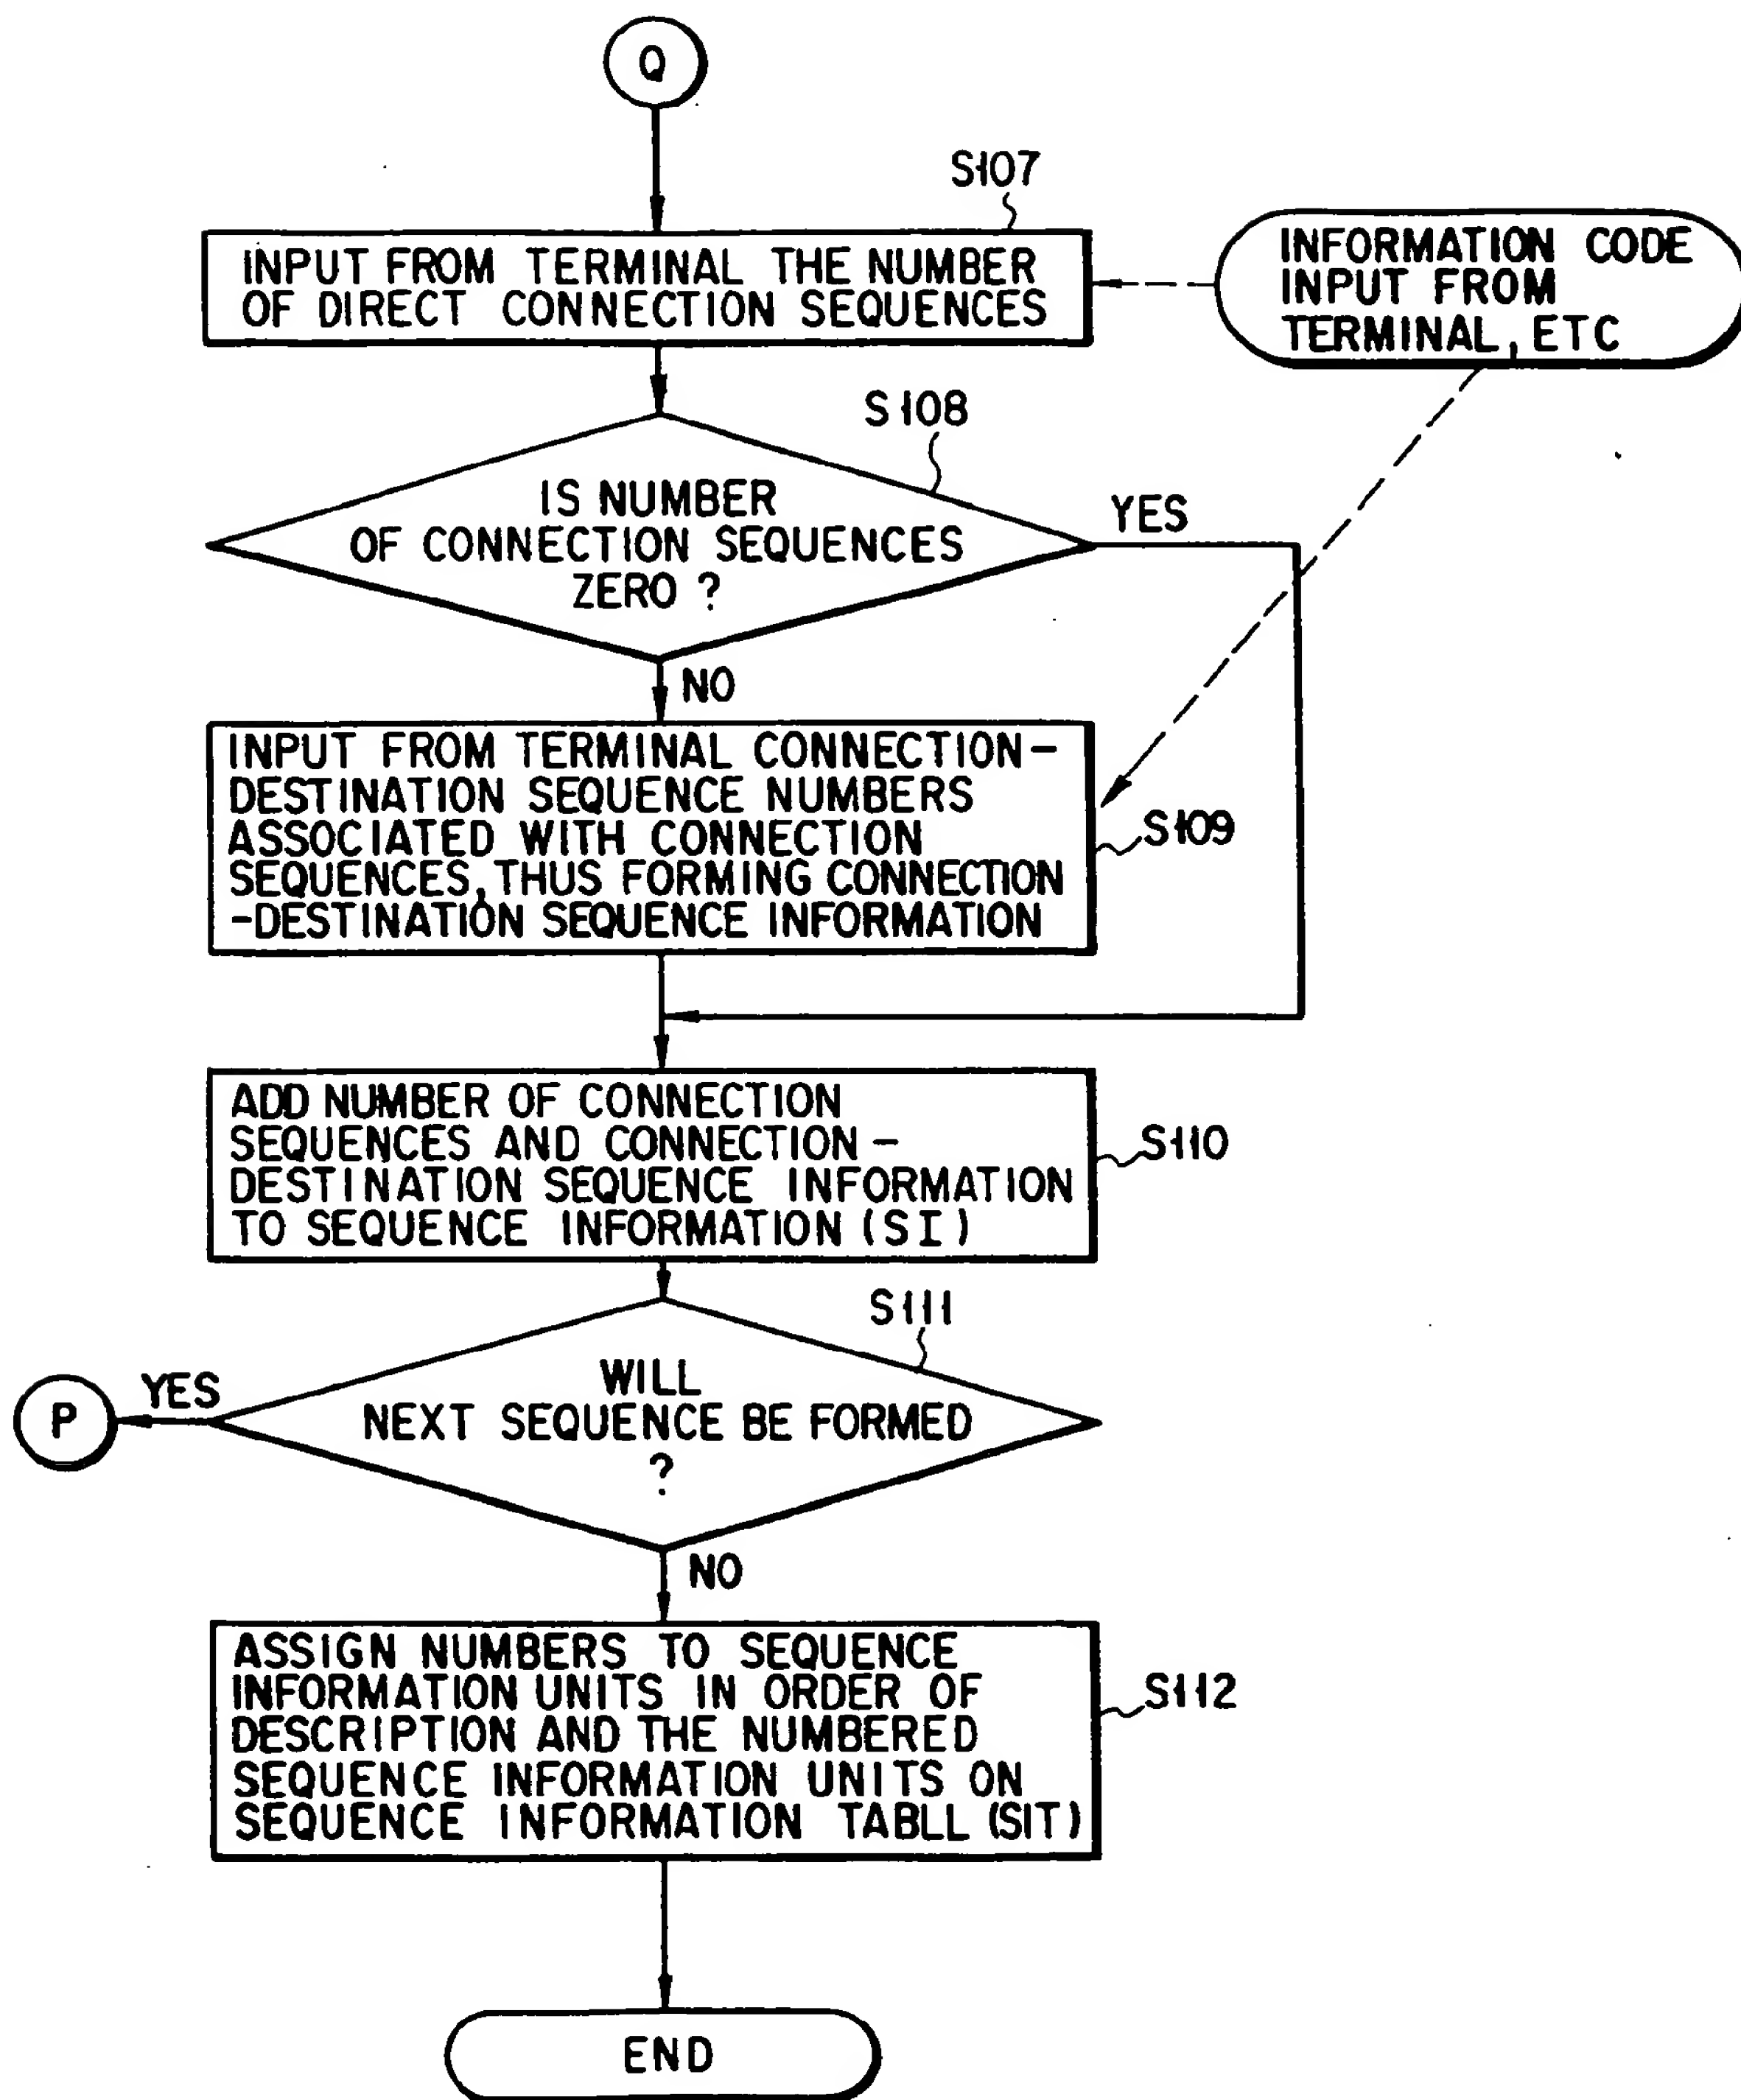 Q
S107
INPUT FROM TERMINAL THE NUMBER
OF DIRECT CONNECTION SEQUENCES
INFORMATION CODE
INPUT FROM
TERMINAL, ETC
S108
IS NUMBER
OF CONNECTION SEQUENCES
ZERO ?
YES
NO
INPUT FROM TERMINAL CONNECTION-
DESTINATION SEQUENCE NUMBERS
ASSOCIATED WITH CONNECTION
SEQUENCES, THUS FORMING CONNECTION
-DESTINATION SEQUENCE INFORMATION
S109
ADD NUMBER OF CONNECTION
SEQUENCES AND CONNECTION-
DESTINATION SEQUENCE INFORMATION
TO SEQUENCE INFORMATION (SI)
S110
S111
WILL
NEXT SEQUENCE BE FORMED
?
YES
P
NO
ASSIGN NUMBERS TO SEQUENCE
INFORMATION UNITS IN ORDER OF
DESCRIPTION AND THE NUMBERED
SEQUENCE INFORMATION UNITS ON
SEQUENCE INFORMATION TABLL (SIT)
S112
END